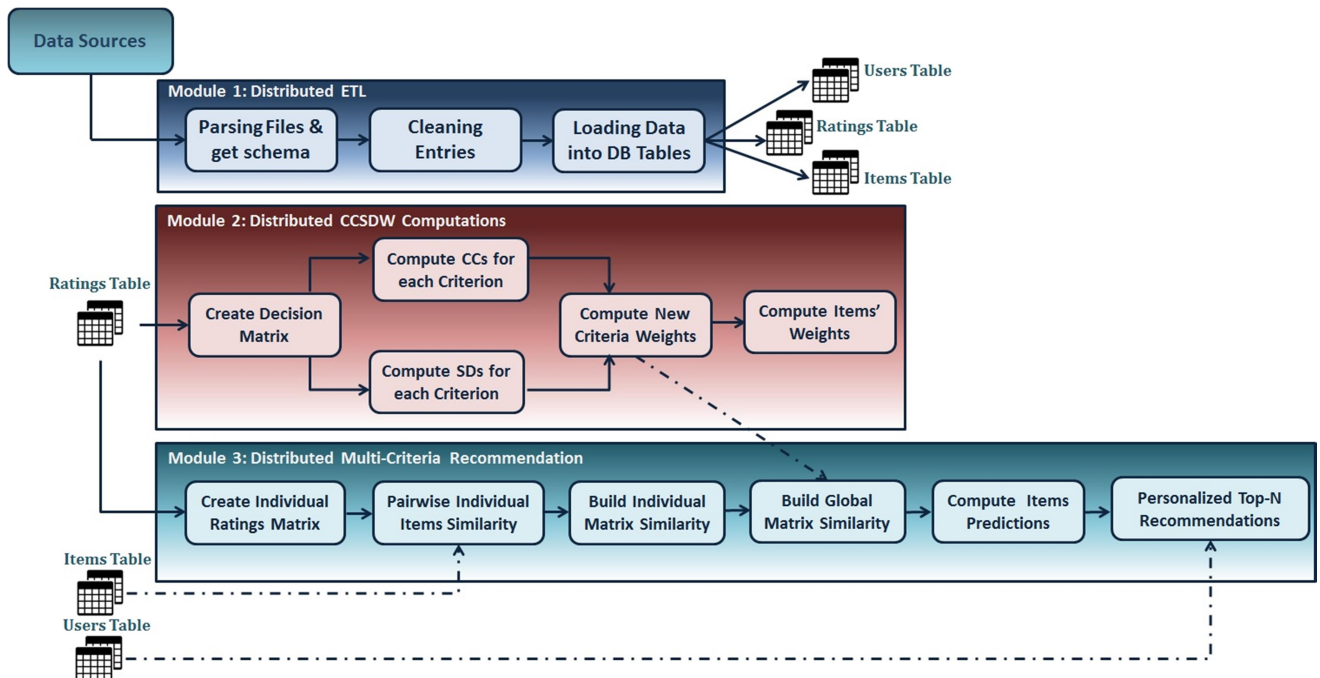 Data Sources
Module 1: Distributed ETL
Parsing Files &
get schema
Cleaning
Entries
Loading Data
into DB Tables
Users Table
Ratings Table
Items Table
Module 2: Distributed CCSDW Computations
Ratings Table
Create Decision
Matrix
Compute CCs for
each Criterion
Compute SDs for
each Criterion
Compute New
Criteria Weights
Compute Items’
Weights
Module 3: Distributed Multi-Criteria Recommendation
Create Individual
Ratings Matrix
Pairwise Individual
Items Similarity
Build Individual
Matrix Similarity
Build Global
Matrix Similarity
Compute Items
Predictions
Personalized Top-N
Recommendations
Items Table
Users Table